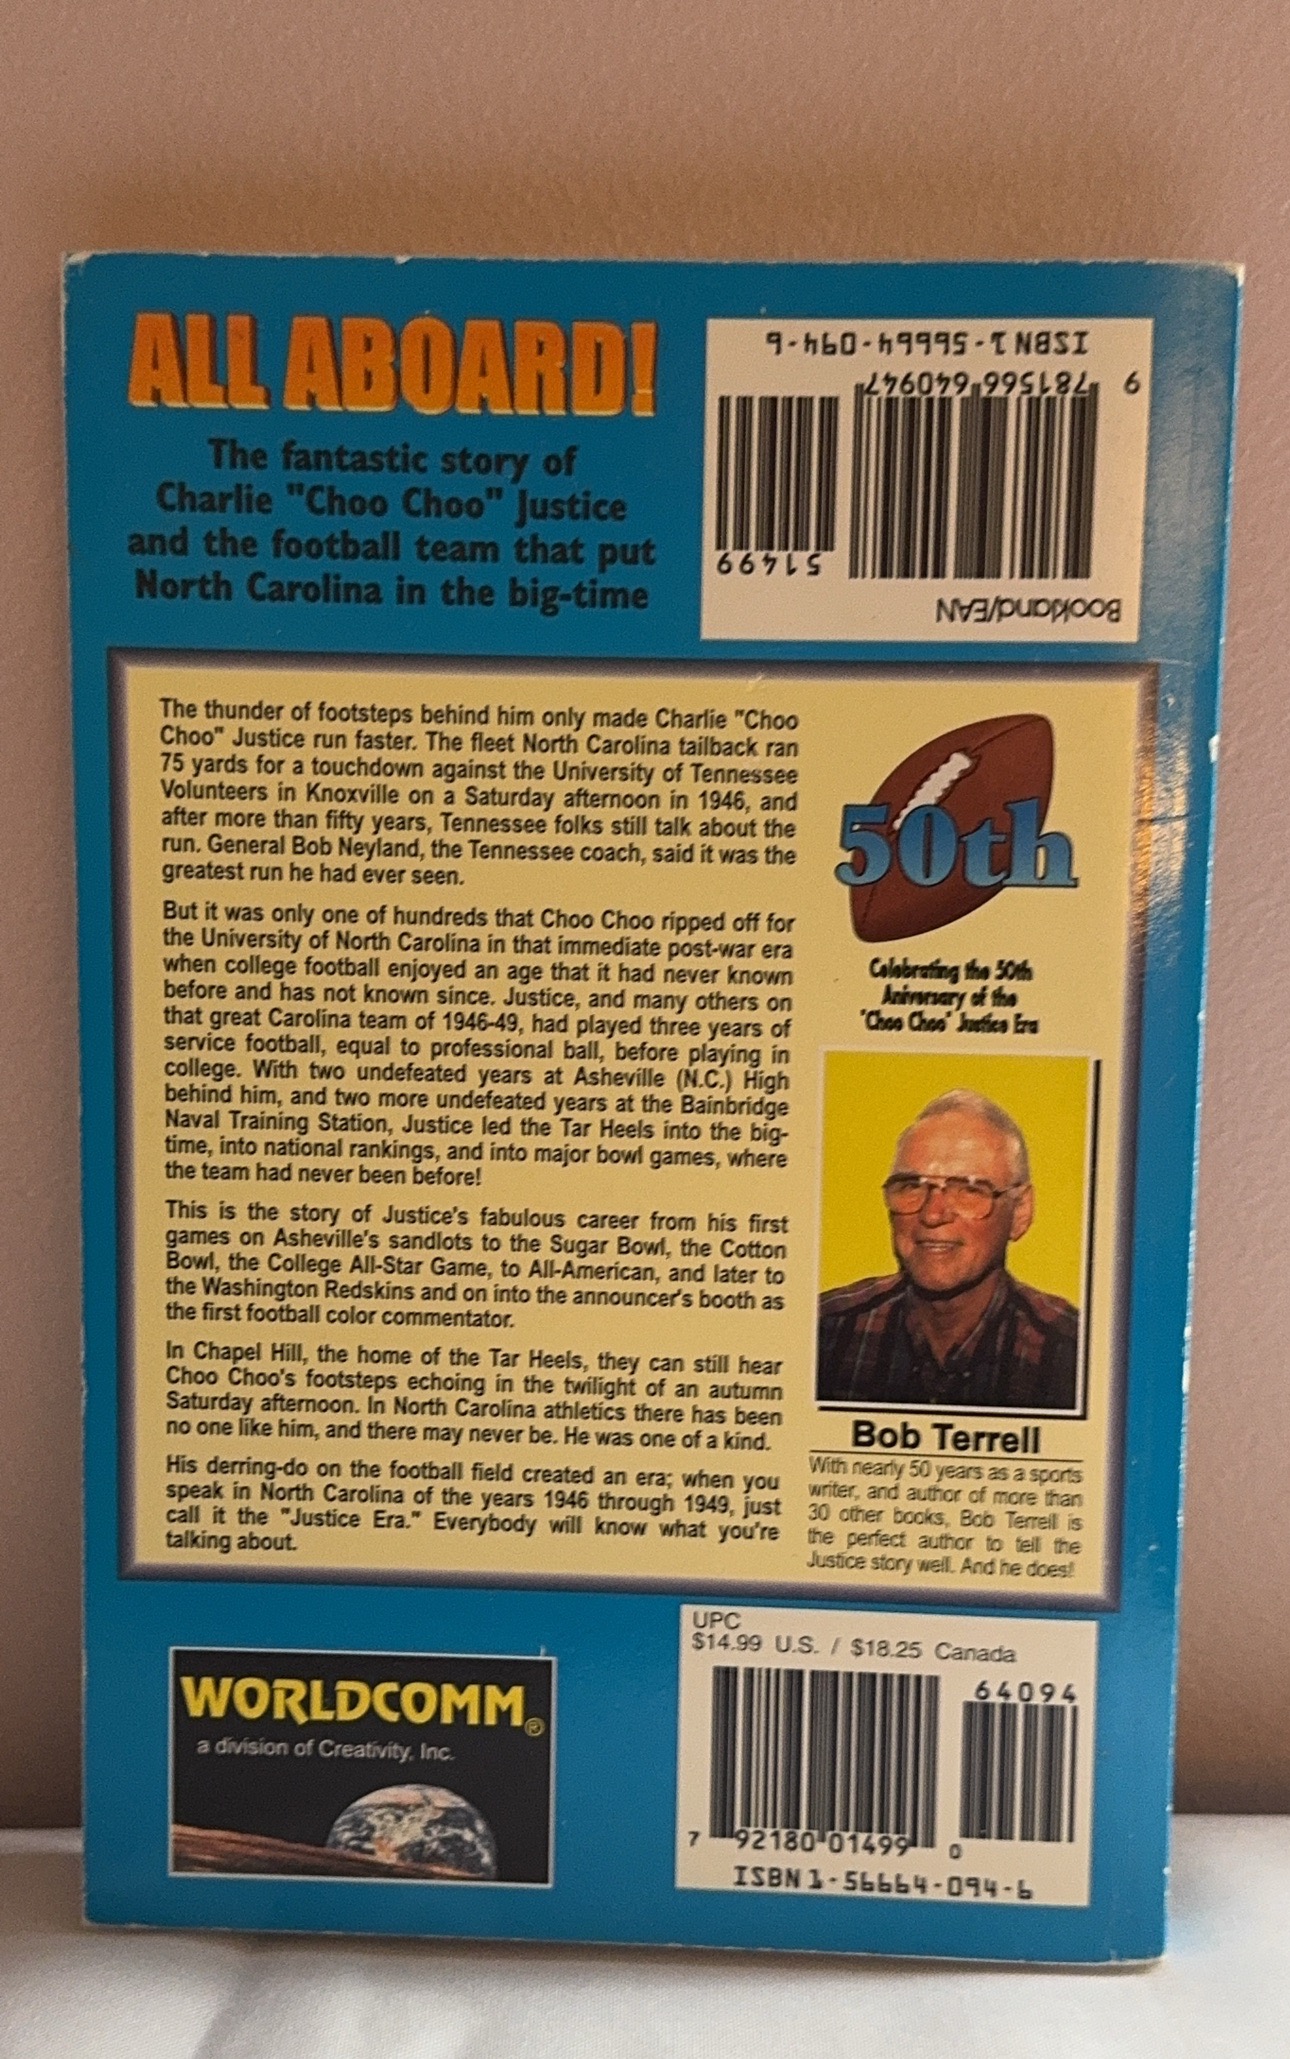 ALL ABOARD!
The fantastic story of
Charlie "Choo Choo" Justice
and the football team that put
North Carolina in the big-time
ISBN 1-56664-094-6
9 781566 640947
51499
Bookland/EAN
The thunder of footsteps behind him only made Charlie "Choo
Choo" Justice run faster. The fleet North Carolina tailback ran
75 yards for a touchdown against the University of Tennessee
Volunteers in Knoxville on a Saturday afternoon in 1946, and
after more than fifty years, Tennessee folks still talk about the
run. General Bob Neyland, the Tennessee coach, said it was the
greatest run he had ever seen.
But it was only one of hundreds that Choo Choo ripped off for
the University of North Carolina in that immediate post-war era
when college football enjoyed an age that it had never known
before and has not known since. Justice, and many others on
that great Carolina team of 1946-49, had played three years of
service football, equal to professional ball, before playing in
college. With two undefeated years at Asheville (N.C.) High
behind him, and two more undefeated years at the Bainbridge
Naval Training Station, Justice led the Tar Heels into the big-
time, into national rankings, and into major bowl games, where
the team had never been before!
This is the story of Justice's fabulous career from his first
games on Asheville's sandlots to the Sugar Bowl, the Cotton
Bowl, the College All-Star Game, to All-American, and later to
the Washington Redskins and on into the announcer's booth as
the first football color commentator.
In Chapel Hill, the home of the Tar Heels, they can still hear
Choo Choo's footsteps echoing in the twilight of an autumn
Saturday afternoon. In North Carolina athletics there has been
no one like him, and there may never be. He was one of a kind.
His derring-do on the football field created an era; when you
speak in North Carolina of the years 1946 through 1949, just
call it the "Justice Era." Everybody will know what you're
talking about.
50th
Celebrating the 50th
Aniversary of the
'Choo Choo' Justice Era
Bob Terrell
With nearly 50 years as a sports
writer, and author of more than
30 other books, Bob Terrell is
the perfect author to tell the
Justice story well. And he does!
WORLDCOMM®
a division of Creativity, Inc.
UPC
$14.99 U.S. / $18.25 Canada
64094
7 92180 01499 0
ISBN 1-56664-094-6